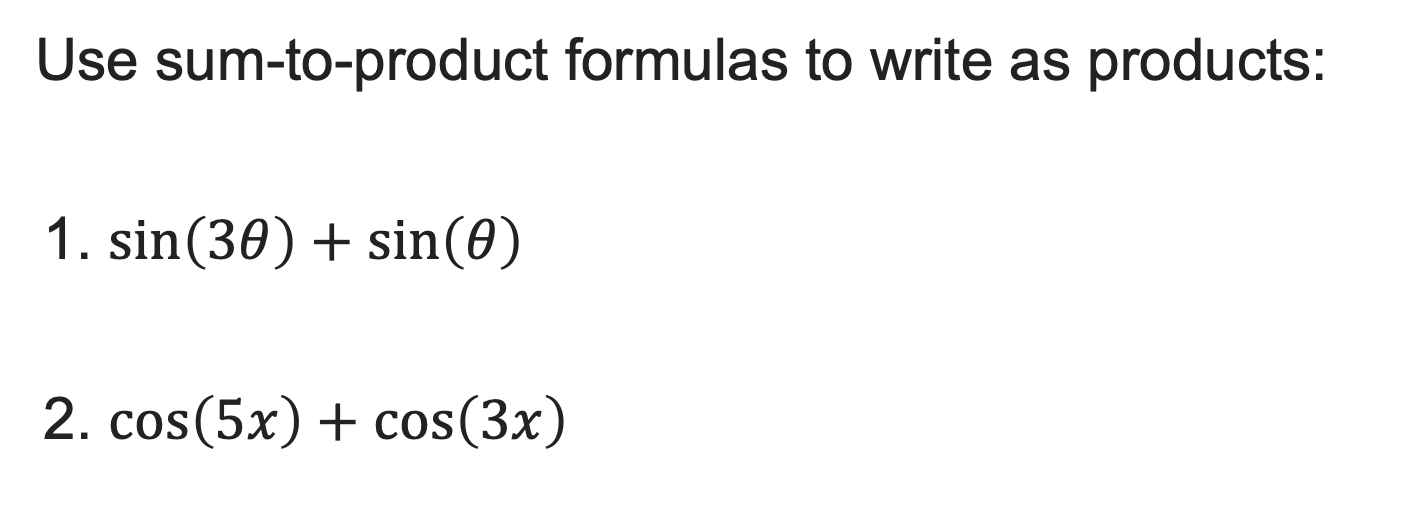 Use sum-to-product formulas to write as products:
1. sin(3θ) + sin(θ)
2. cos(5x) + cos(3x)